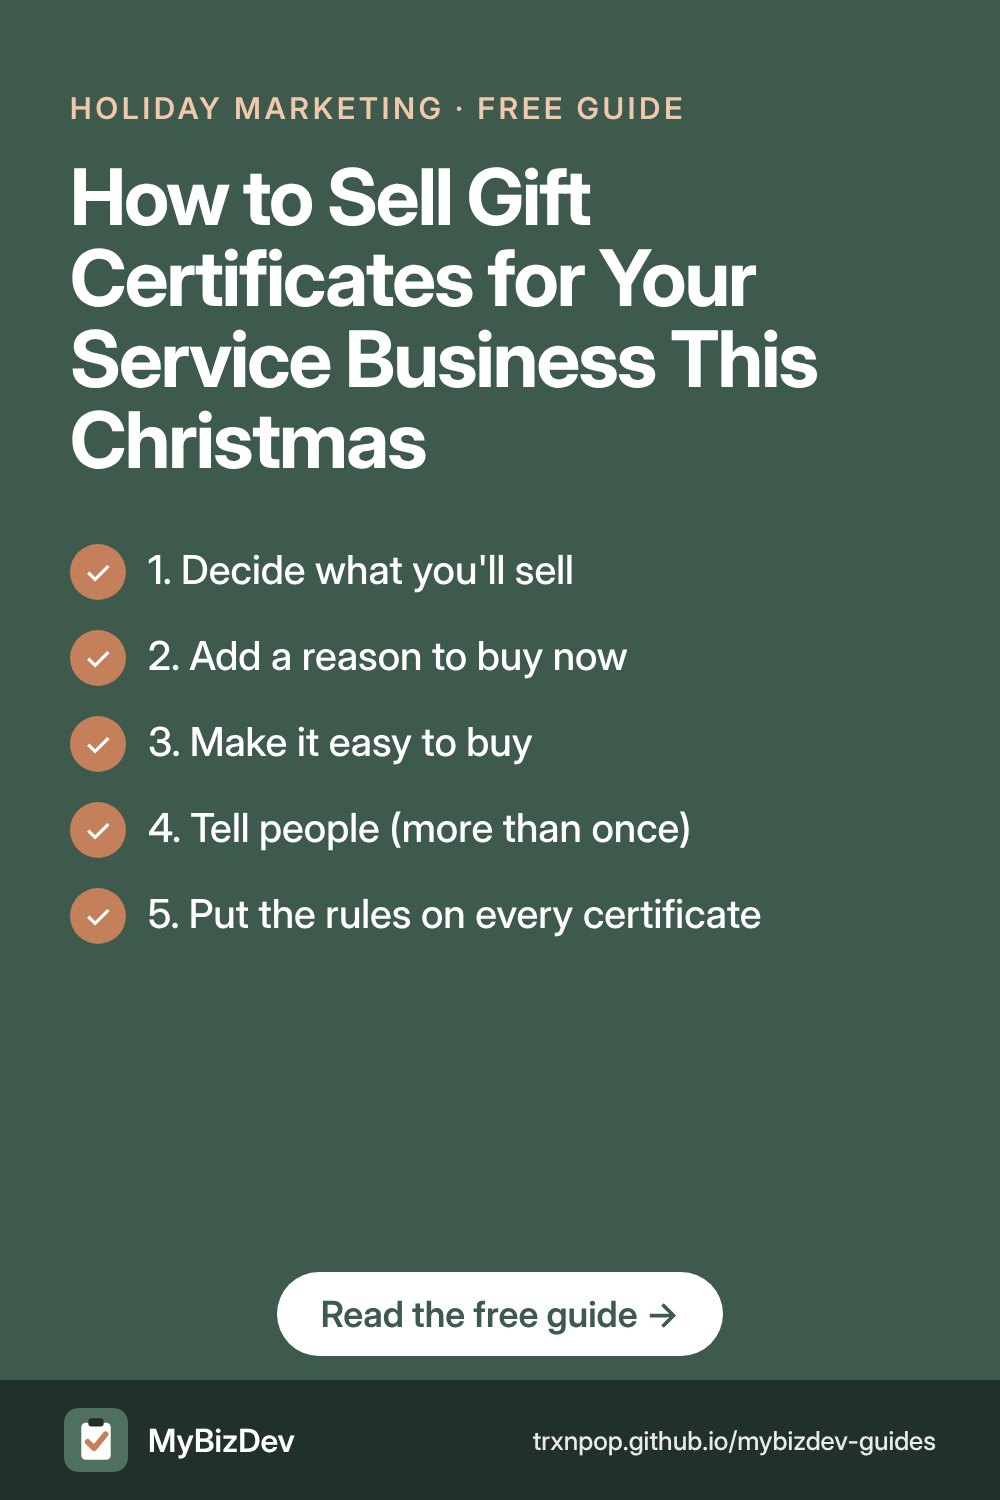 HOLIDAY MARKETING · FREE GUIDE
How to Sell Gift
Certificates for Your
Service Business This
Christmas
1. Decide what you'll sell
2. Add a reason to buy now
3. Make it easy to buy
4. Tell people (more than once)
5. Put the rules on every certificate
Read the free guide →
MyBizDev
trxnpop.github.io/mybizdev-guides